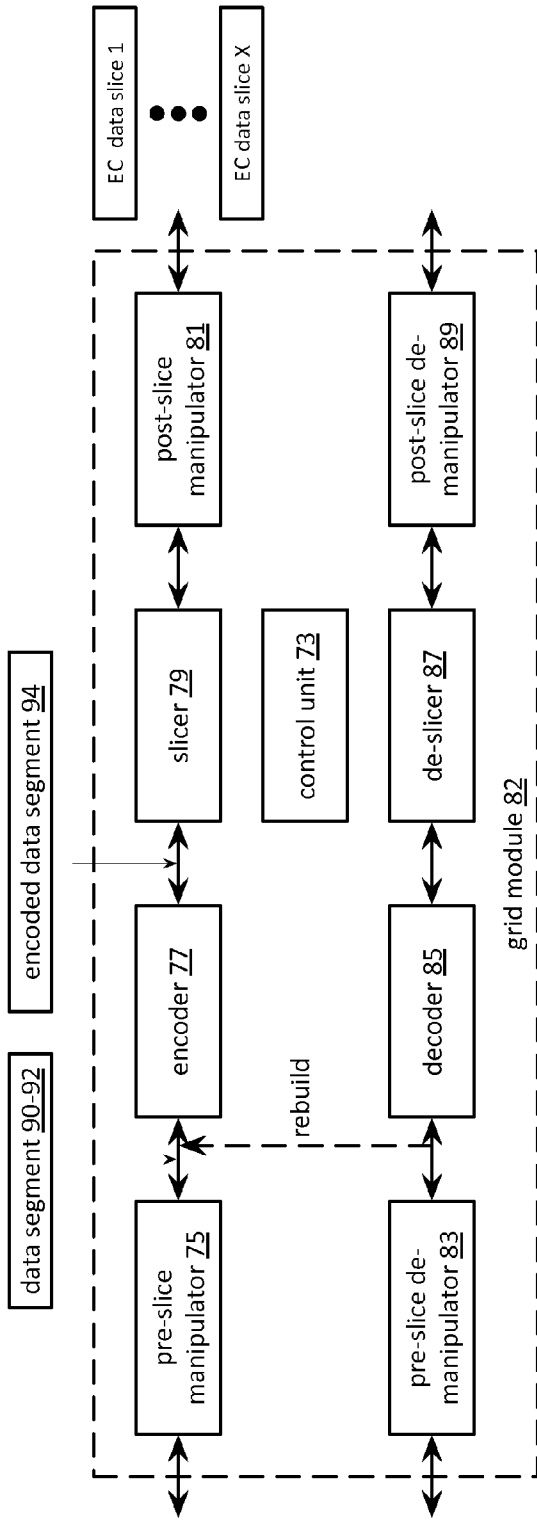 data segment 90-92
encoded data segment 94
EC data slice 1
EC data slice X
pre-slice
manipulator 75
encoder 77
slicer 79
post-slice
manipulator 81
rebuild
control unit 73
pre-slice de-
manipulator 83
decoder 85
de-slicer 87
post-slice de-
manipulator 89
grid module 82